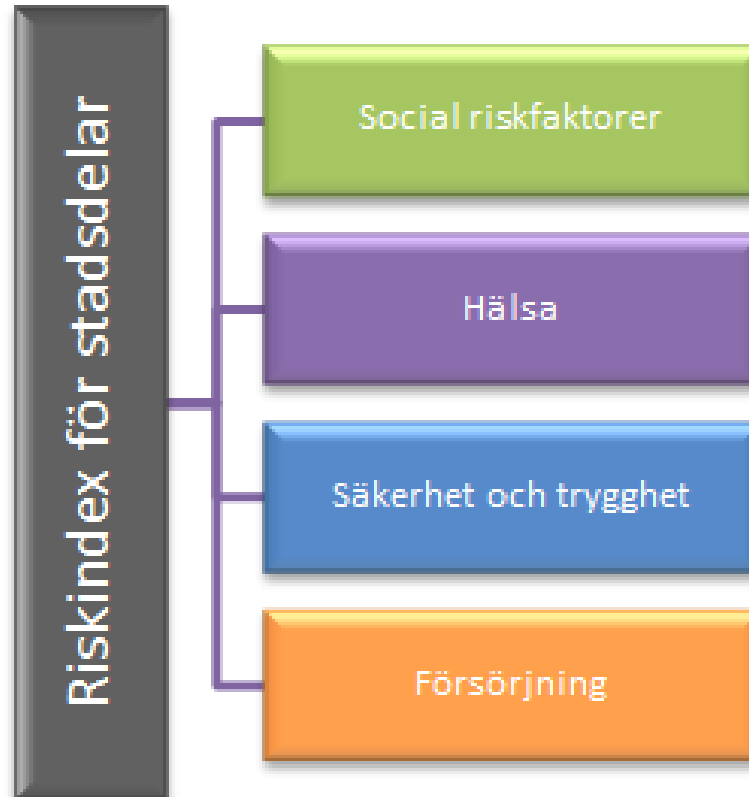 Riskindex för stadsdelar
Social riskfaktorer
Hälsa
Säkerhet och trygghet
Försörjning